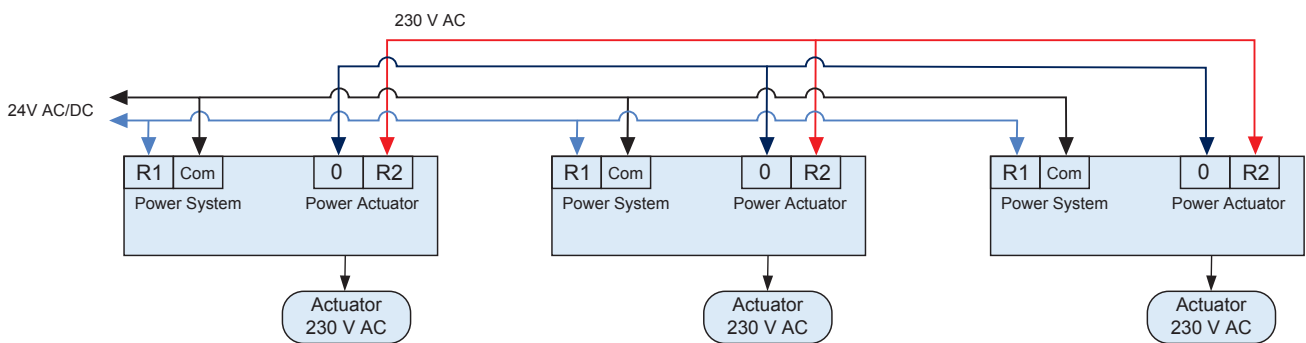 230 V AC
24V AC/DC
R1 Com 0 R2
Power System Power Actuator
R1 Com 0 R2
Power System Power Actuator
R1 Com 0 R2
Power System Power Actuator
Actuator
230 V AC
Actuator
230 V AC
Actuator
230 V AC